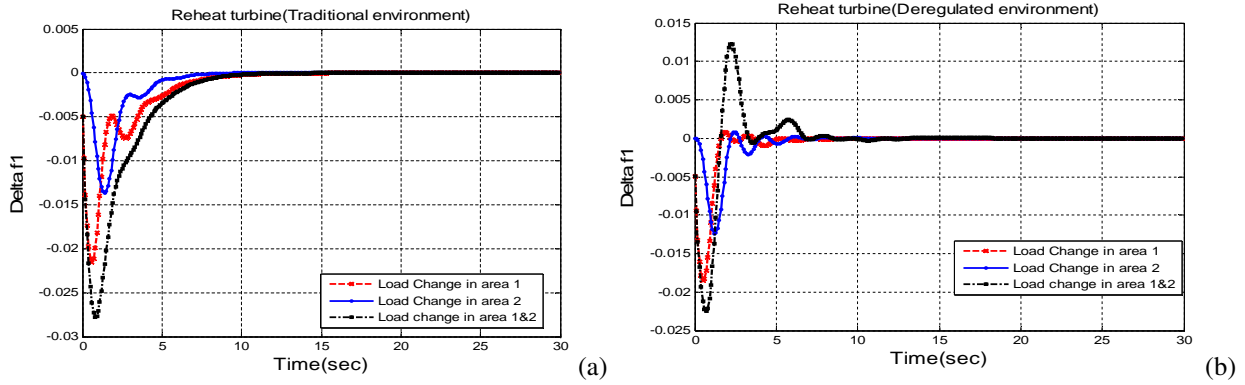 Reheat turbine(Traditional environment)
0.005
0
-0.005
-0.01
-0.015
-0.02
-0.025
-0.03
Delta f1
0 5 10 15 20 25 30
Time(sec)
Load Change in area 1
Load Change in area 2
Load change in area 1&2
(a)
Reheat turbine(Deregulated environment)
0.015
0.01
0.005
0
-0.005
-0.01
-0.015
-0.02
-0.025
Delta f1
0 5 10 15 20 25 30
Time(sec)
Load Change in area 1
Load Change in area 2
Load change in area 1&2
(b)